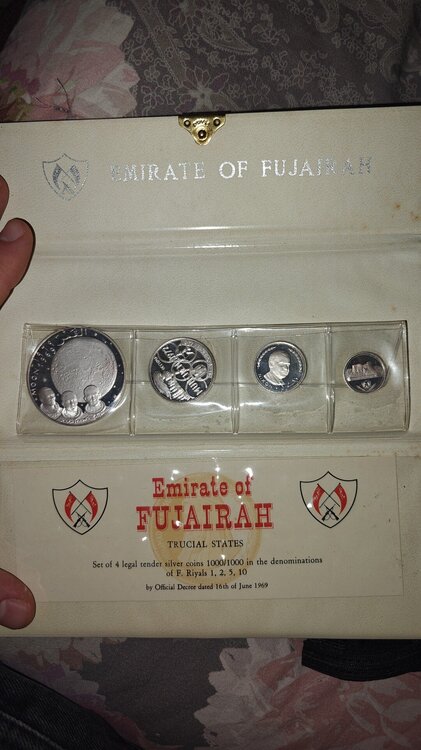 EMIRATE OF FUJAIRAH
Emirate of
FUJAIRAH
TRUCIAL STATES
Set of 4 legal tender silver coins 1000/1000 in the denominations
of F. Riyals 1, 2, 5, 10
by Official Decree dated 16th of June 1969